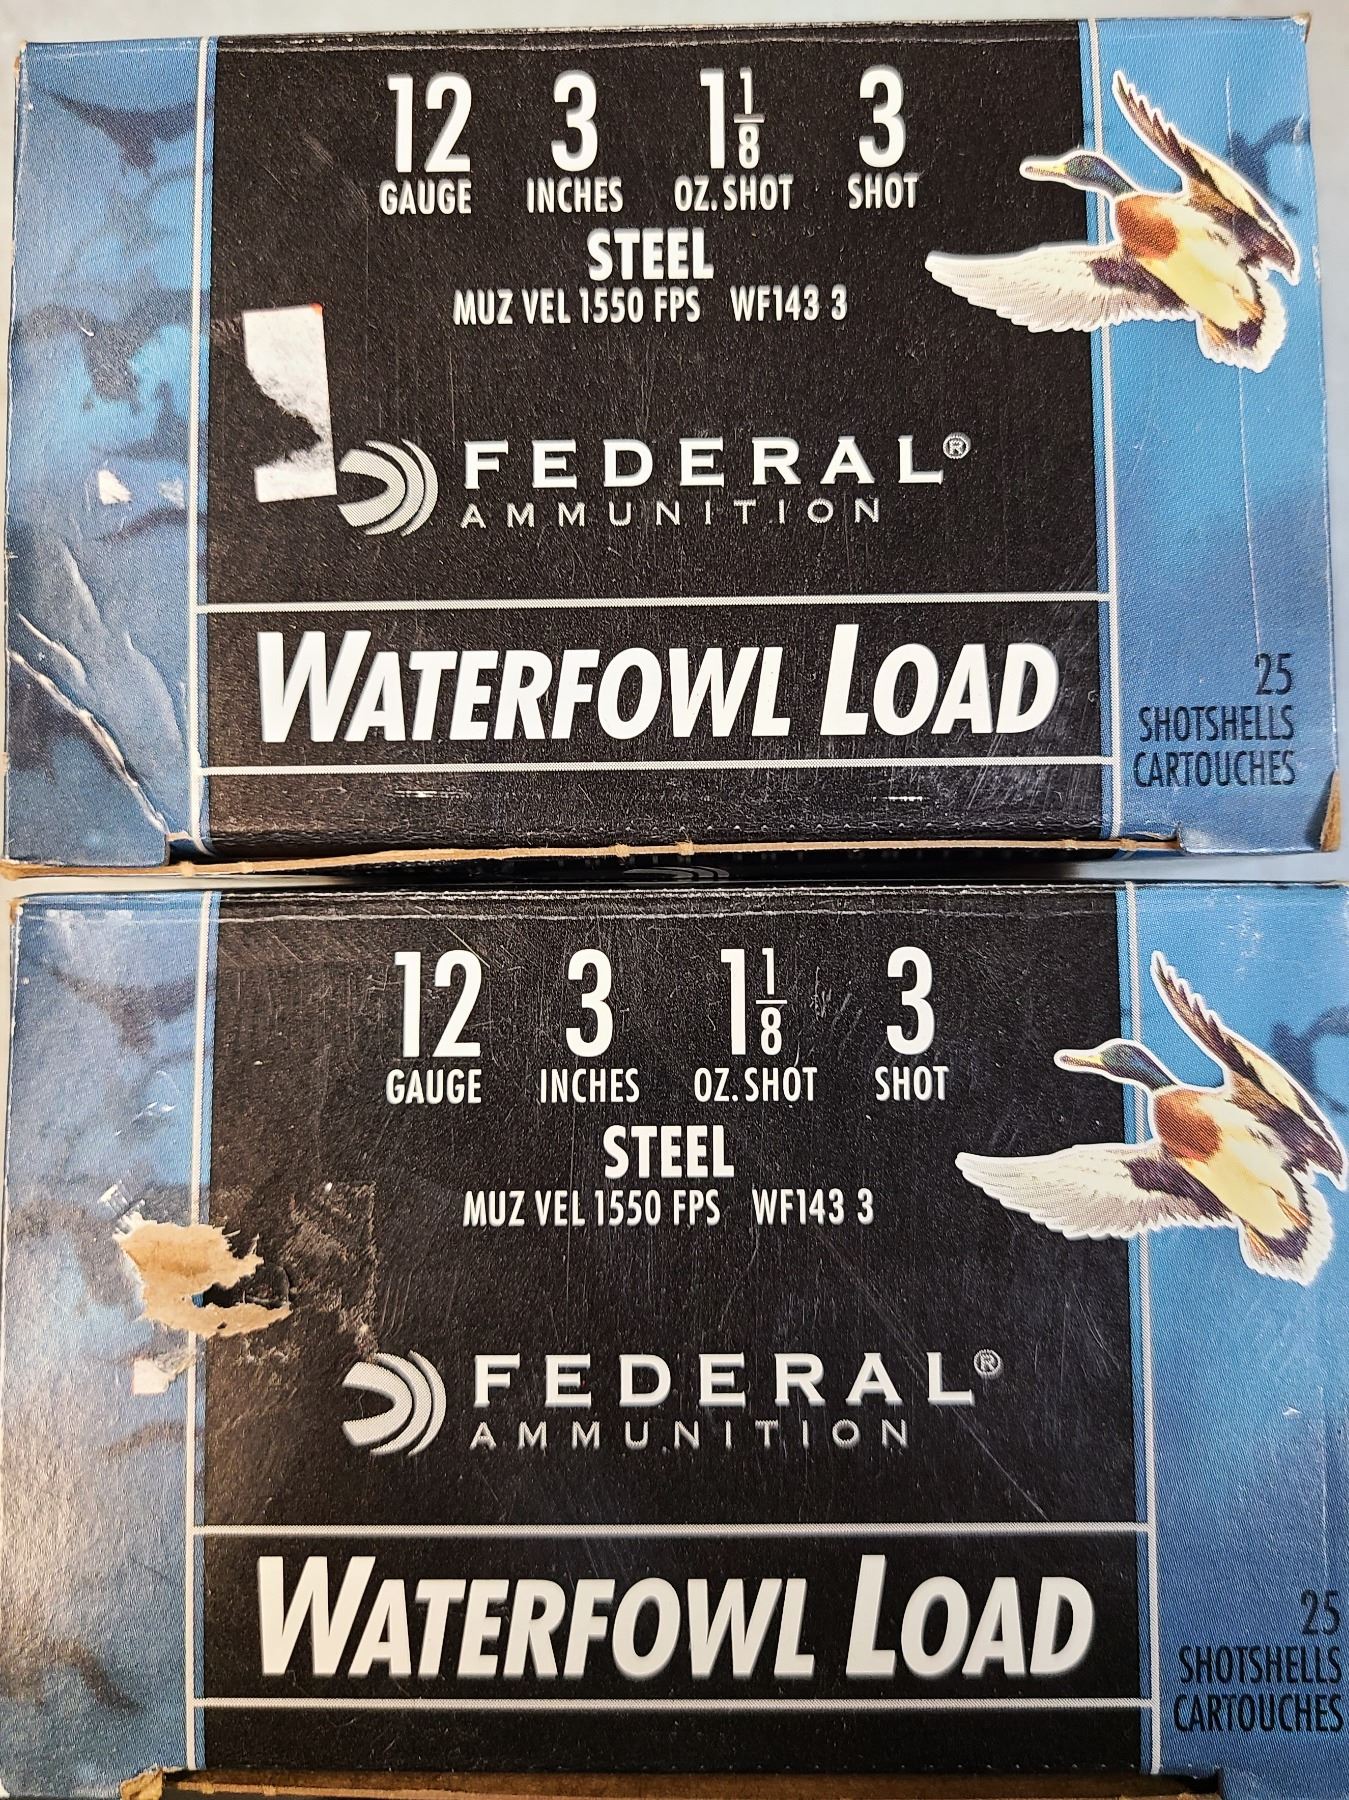 12 3 1 1/8 3
GAUGE INCHES OZ. SHOT SHOT
STEEL
MUZ VEL 1550 FPS WF143 3
FEDERAL®
AMMUNITION
WATERFOWL LOAD
25
SHOTSHELLS
CARTOUCHES
12 3 1 1/8 3
GAUGE INCHES OZ. SHOT SHOT
STEEL
MUZ VEL 1550 FPS WF143 3
FEDERAL®
AMMUNITION
WATERFOWL LOAD
25
SHOTSHELLS
CARTOUCHES